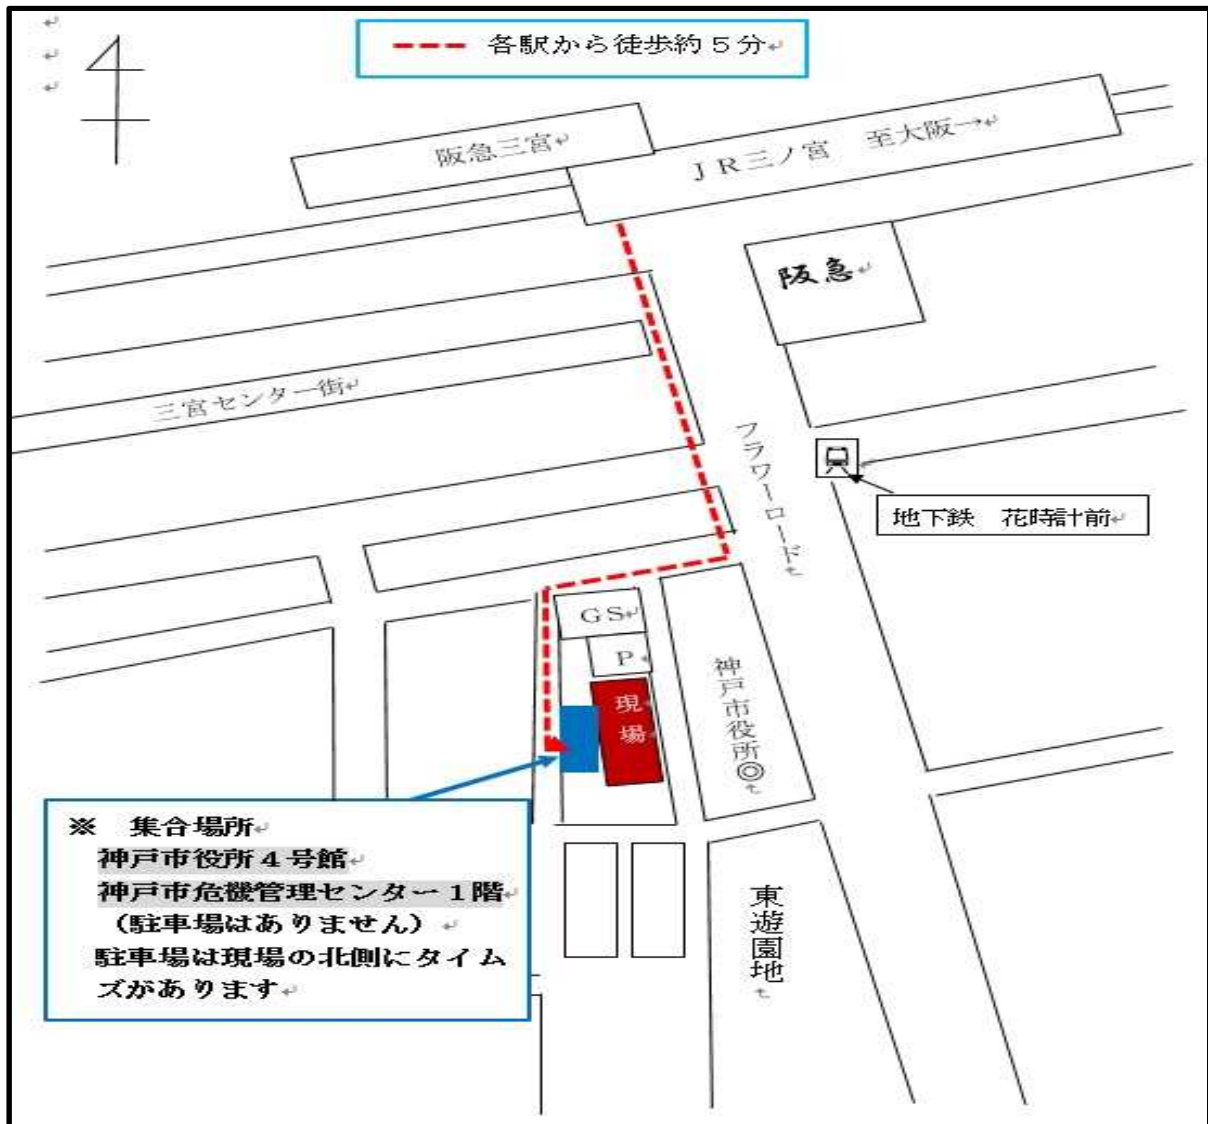 各駅から徒歩約５分
阪急三宮
ＪＲ三ノ宮　至大阪→
阪急
三宮センター街
フラワーロード
地下鉄　花時計前
ＧＳ
Ｐ
現場
神戸市役所◎
※　集合場所
神戸市役所４号館
神戸市危機管理センター１階
（駐車場はありません）
駐車場は現場の北側にタイム
ズがあります
東遊園地